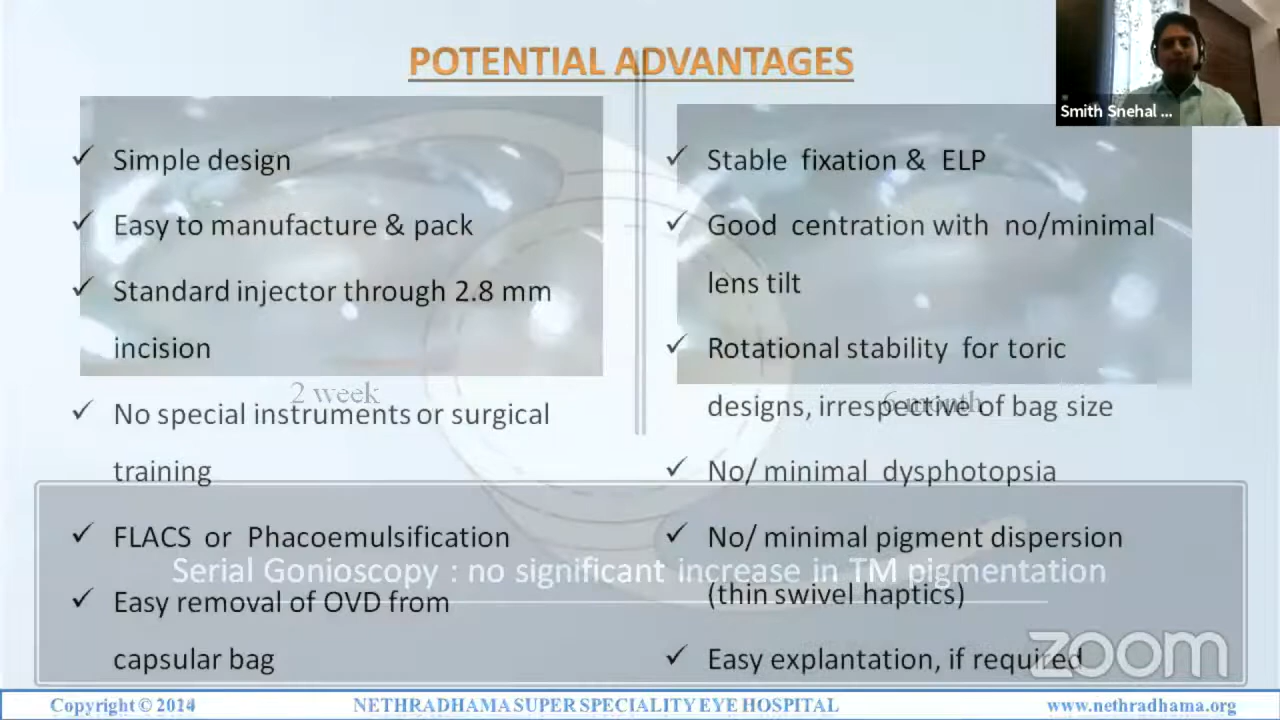 POTENTIAL ADVANTAGES
Smith Snehal ...
✓ Simple design
✓ Easy to manufacture & pack
✓ Standard injector through 2.8 mm
incision
✓ No special instruments or surgical
training
✓ FLACS or Phacoemulsification
✓ Easy removal of OVD from
capsular bag
✓ Stable fixation & ELP
✓ Good centration with no/minimal
lens tilt
✓ Rotational stability for toric
designs, irrespective of bag size
✓ No/ minimal dysphotopsia
✓ No/ minimal pigment dispersion
(thin swivel haptics)
✓ Easy explantation, if required
2 week
6 month
Serial Gonioscopy : no significant increase in TM pigmentation
zoom
Copyright © 2014
NETHRADHAMA SUPER SPECIALITY EYE HOSPITAL
www.nethradhama.org